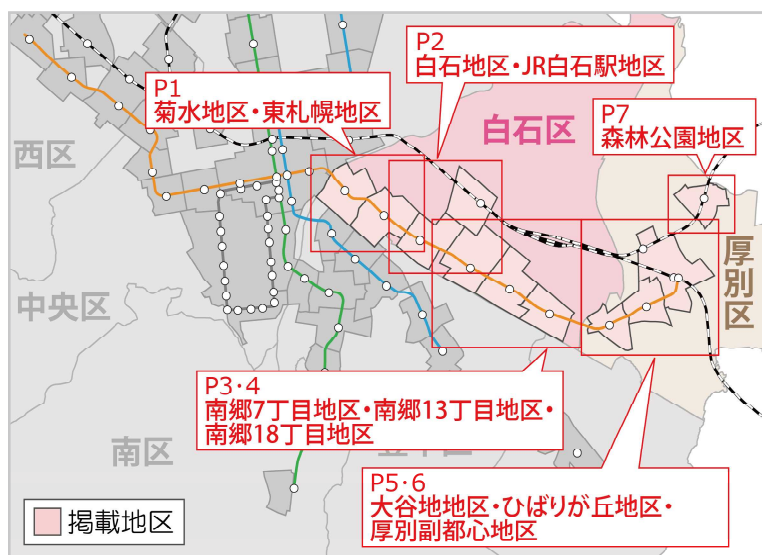 P1
菊水地区・東札幌地区
P2
白石地区・JR白石駅地区
白石区
P7
森林公園地区
西区
厚別区
中央区
P3・4
南郷7丁目地区・南郷13丁目地区・
南郷18丁目地区
南区
P5・6
大谷地地区・ひばりが丘地区・
厚別副都心地区
掲載地区